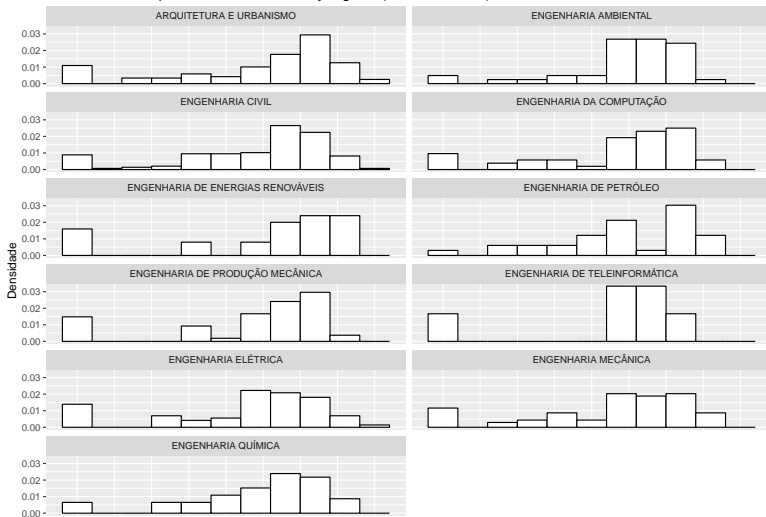 ARQUITETURA E URBANISMO
ENGENHARIA AMBIENTAL
0.03
0.02
0.01
0.00
ENGENHARIA CIVIL
ENGENHARIA DA COMPUTAÇÃO
0.03
0.02
0.01
0.00
ENGENHARIA DE ENERGIAS RENOVÁVEIS
ENGENHARIA DE PETRÓLEO
0.03
0.02
0.01
0.00
Densidade
ENGENHARIA DE PRODUÇÃO MECÂNICA
ENGENHARIA DE TELEINFORMÁTICA
0.03
0.02
0.01
0.00
ENGENHARIA ELÉTRICA
ENGENHARIA MECÂNICA
0.03
0.02
0.01
0.00
ENGENHARIA QUÍMICA
0.03
0.02
0.01
0.00